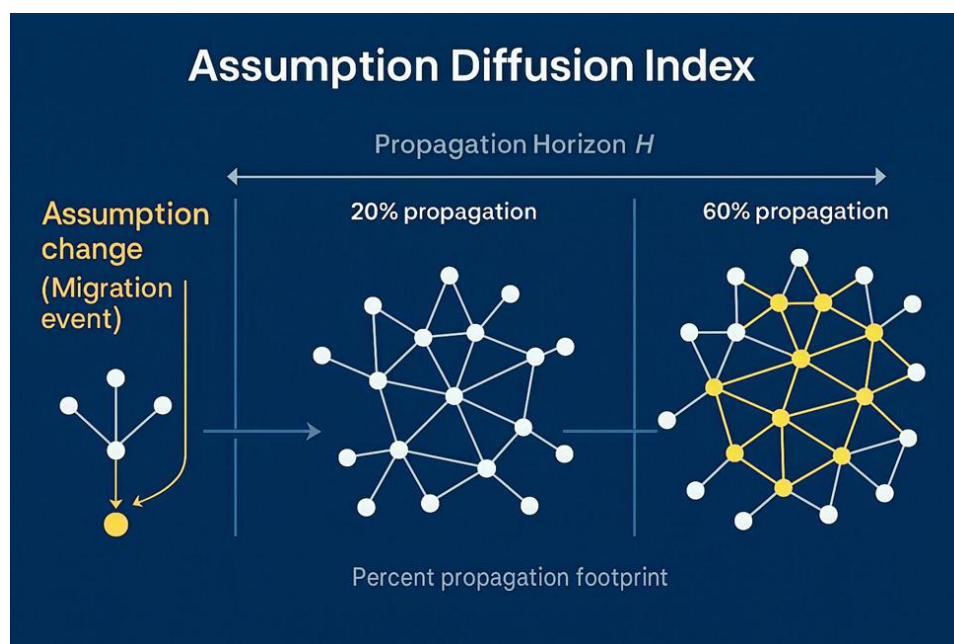 Assumption Diffusion Index
Propagation Horizon H
Assumption
change
(Migration
event)
20% propagation
60% propagation
Percent propagation footprint